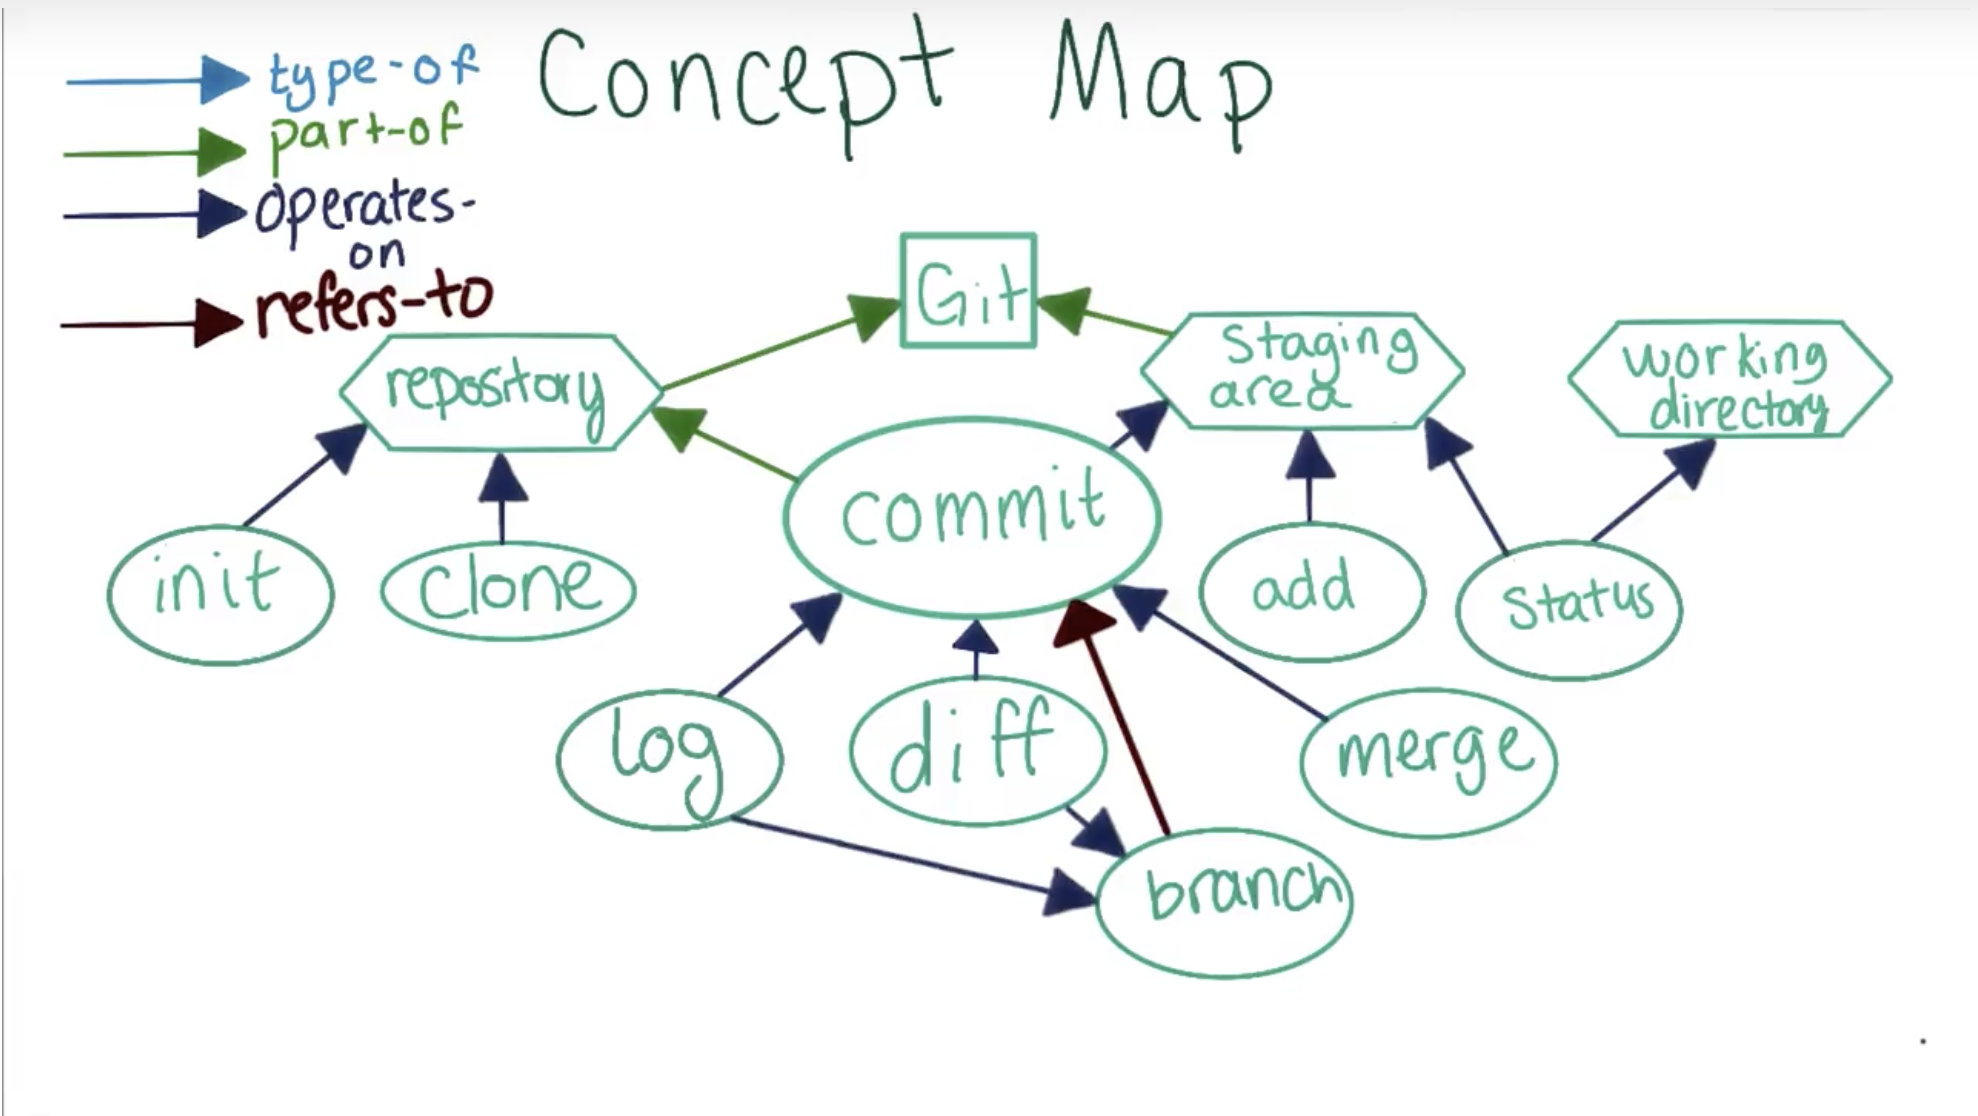 type-of
part-of
operates-
on
refers-to
Concept Map
Git
repository
staging
area
working
directory
commit
init
clone
add
status
log
diff
merge
branch